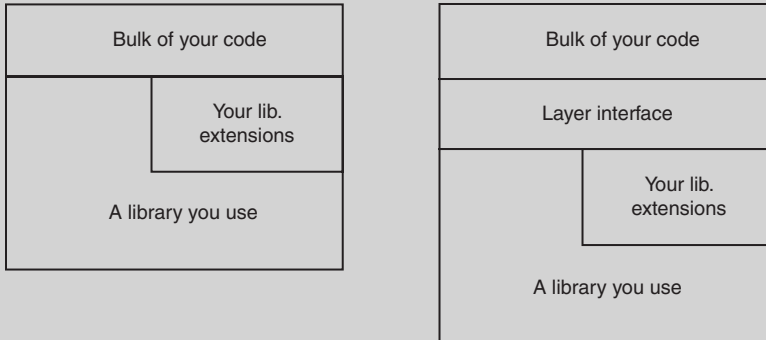 Bulk of your code
Your lib.
extensions
A library you use
Bulk of your code
Layer interface
Your lib.
extensions
A library you use